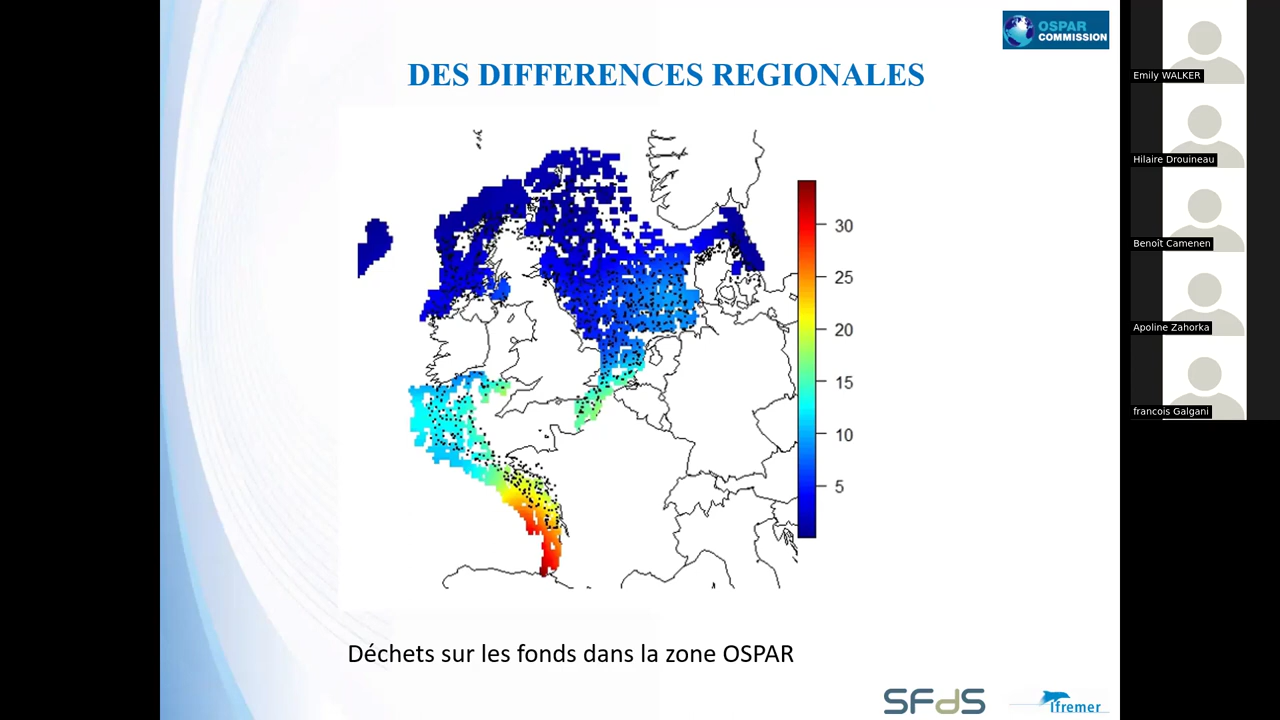 OSPAR
COMMISSION
DES DIFFERENCES REGIONALES
30
25
20
15
10
5
Déchets sur les fonds dans la zone OSPAR
SFdS
Ifremer
Emily WALKER
Hilaire Drouineau
Benoît Camenen
Apoline Zahorka
francois Galgani